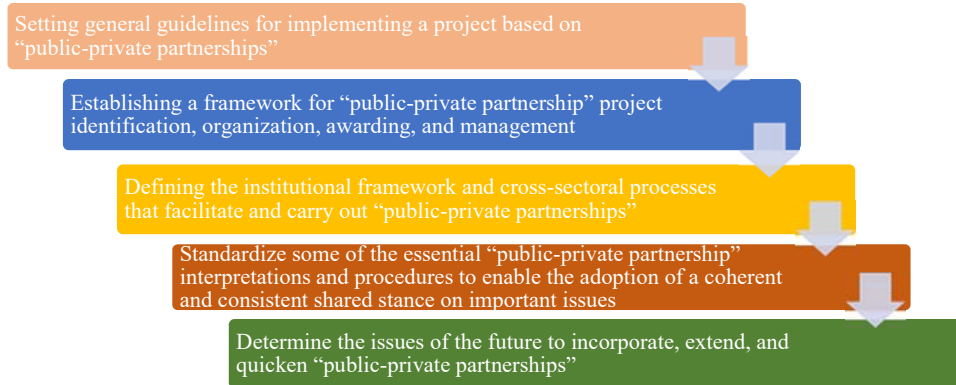 Setting general guidelines for implementing a project based on
“public-private partnerships”
Establishing a framework for “public-private partnership” project
identification, organization, awarding, and management
Defining the institutional framework and cross-sectoral processes
that facilitate and carry out “public-private partnerships”
Standardize some of the essential “public-private partnership”
interpretations and procedures to enable the adoption of a coherent
and consistent shared stance on important issues
Determine the issues of the future to incorporate, extend, and
quicken “public-private partnerships”